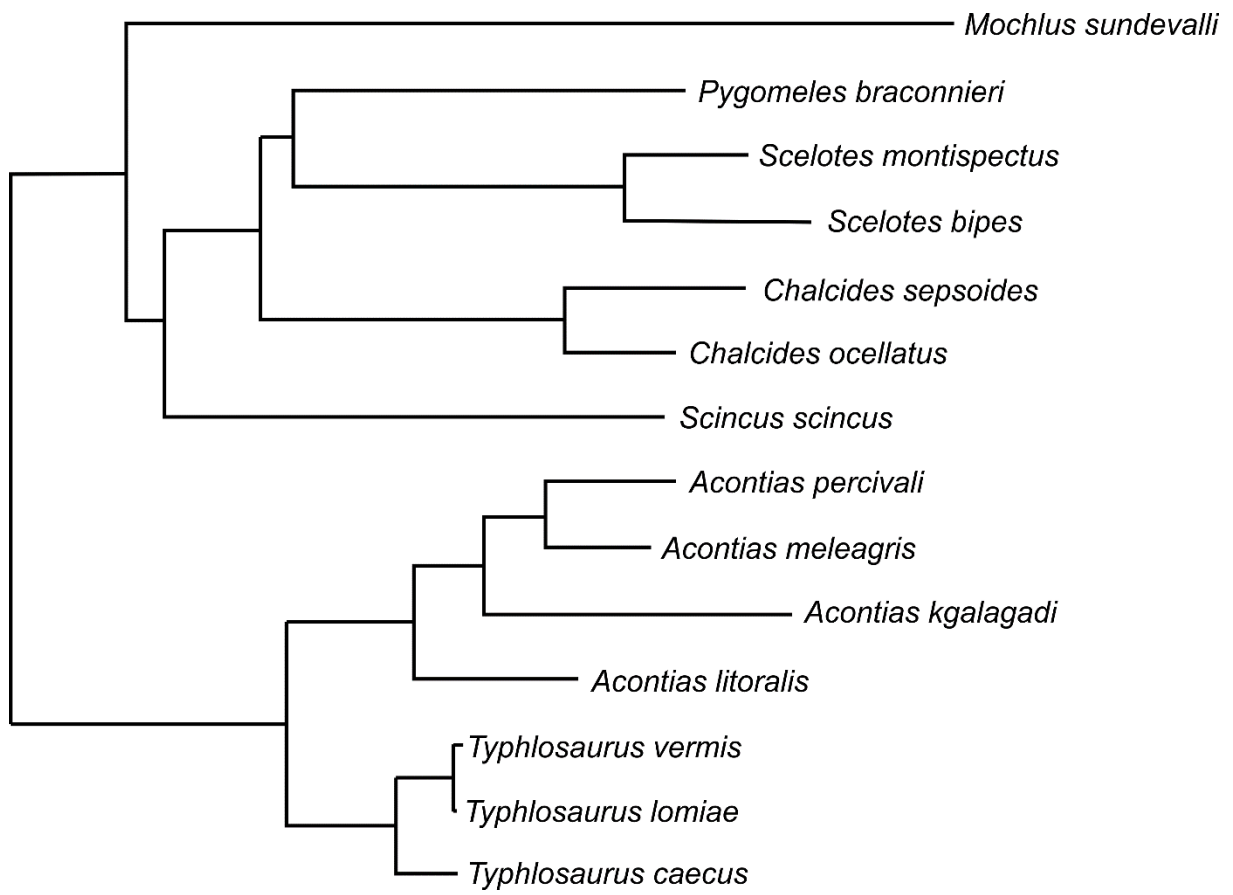 Mochlus sundevalli
Pygomeles braconnieri
Scelotes montispectus
Scelotes bipes
Chalcides sepsoides
Chalcides ocellatus
Scincus scincus
Acontias percivali
Acontias meleagris
Acontias kgalagadi
Acontias litoralis
Typhlosaurus vermis
Typhlosaurus lomiae
Typhlosaurus caecus